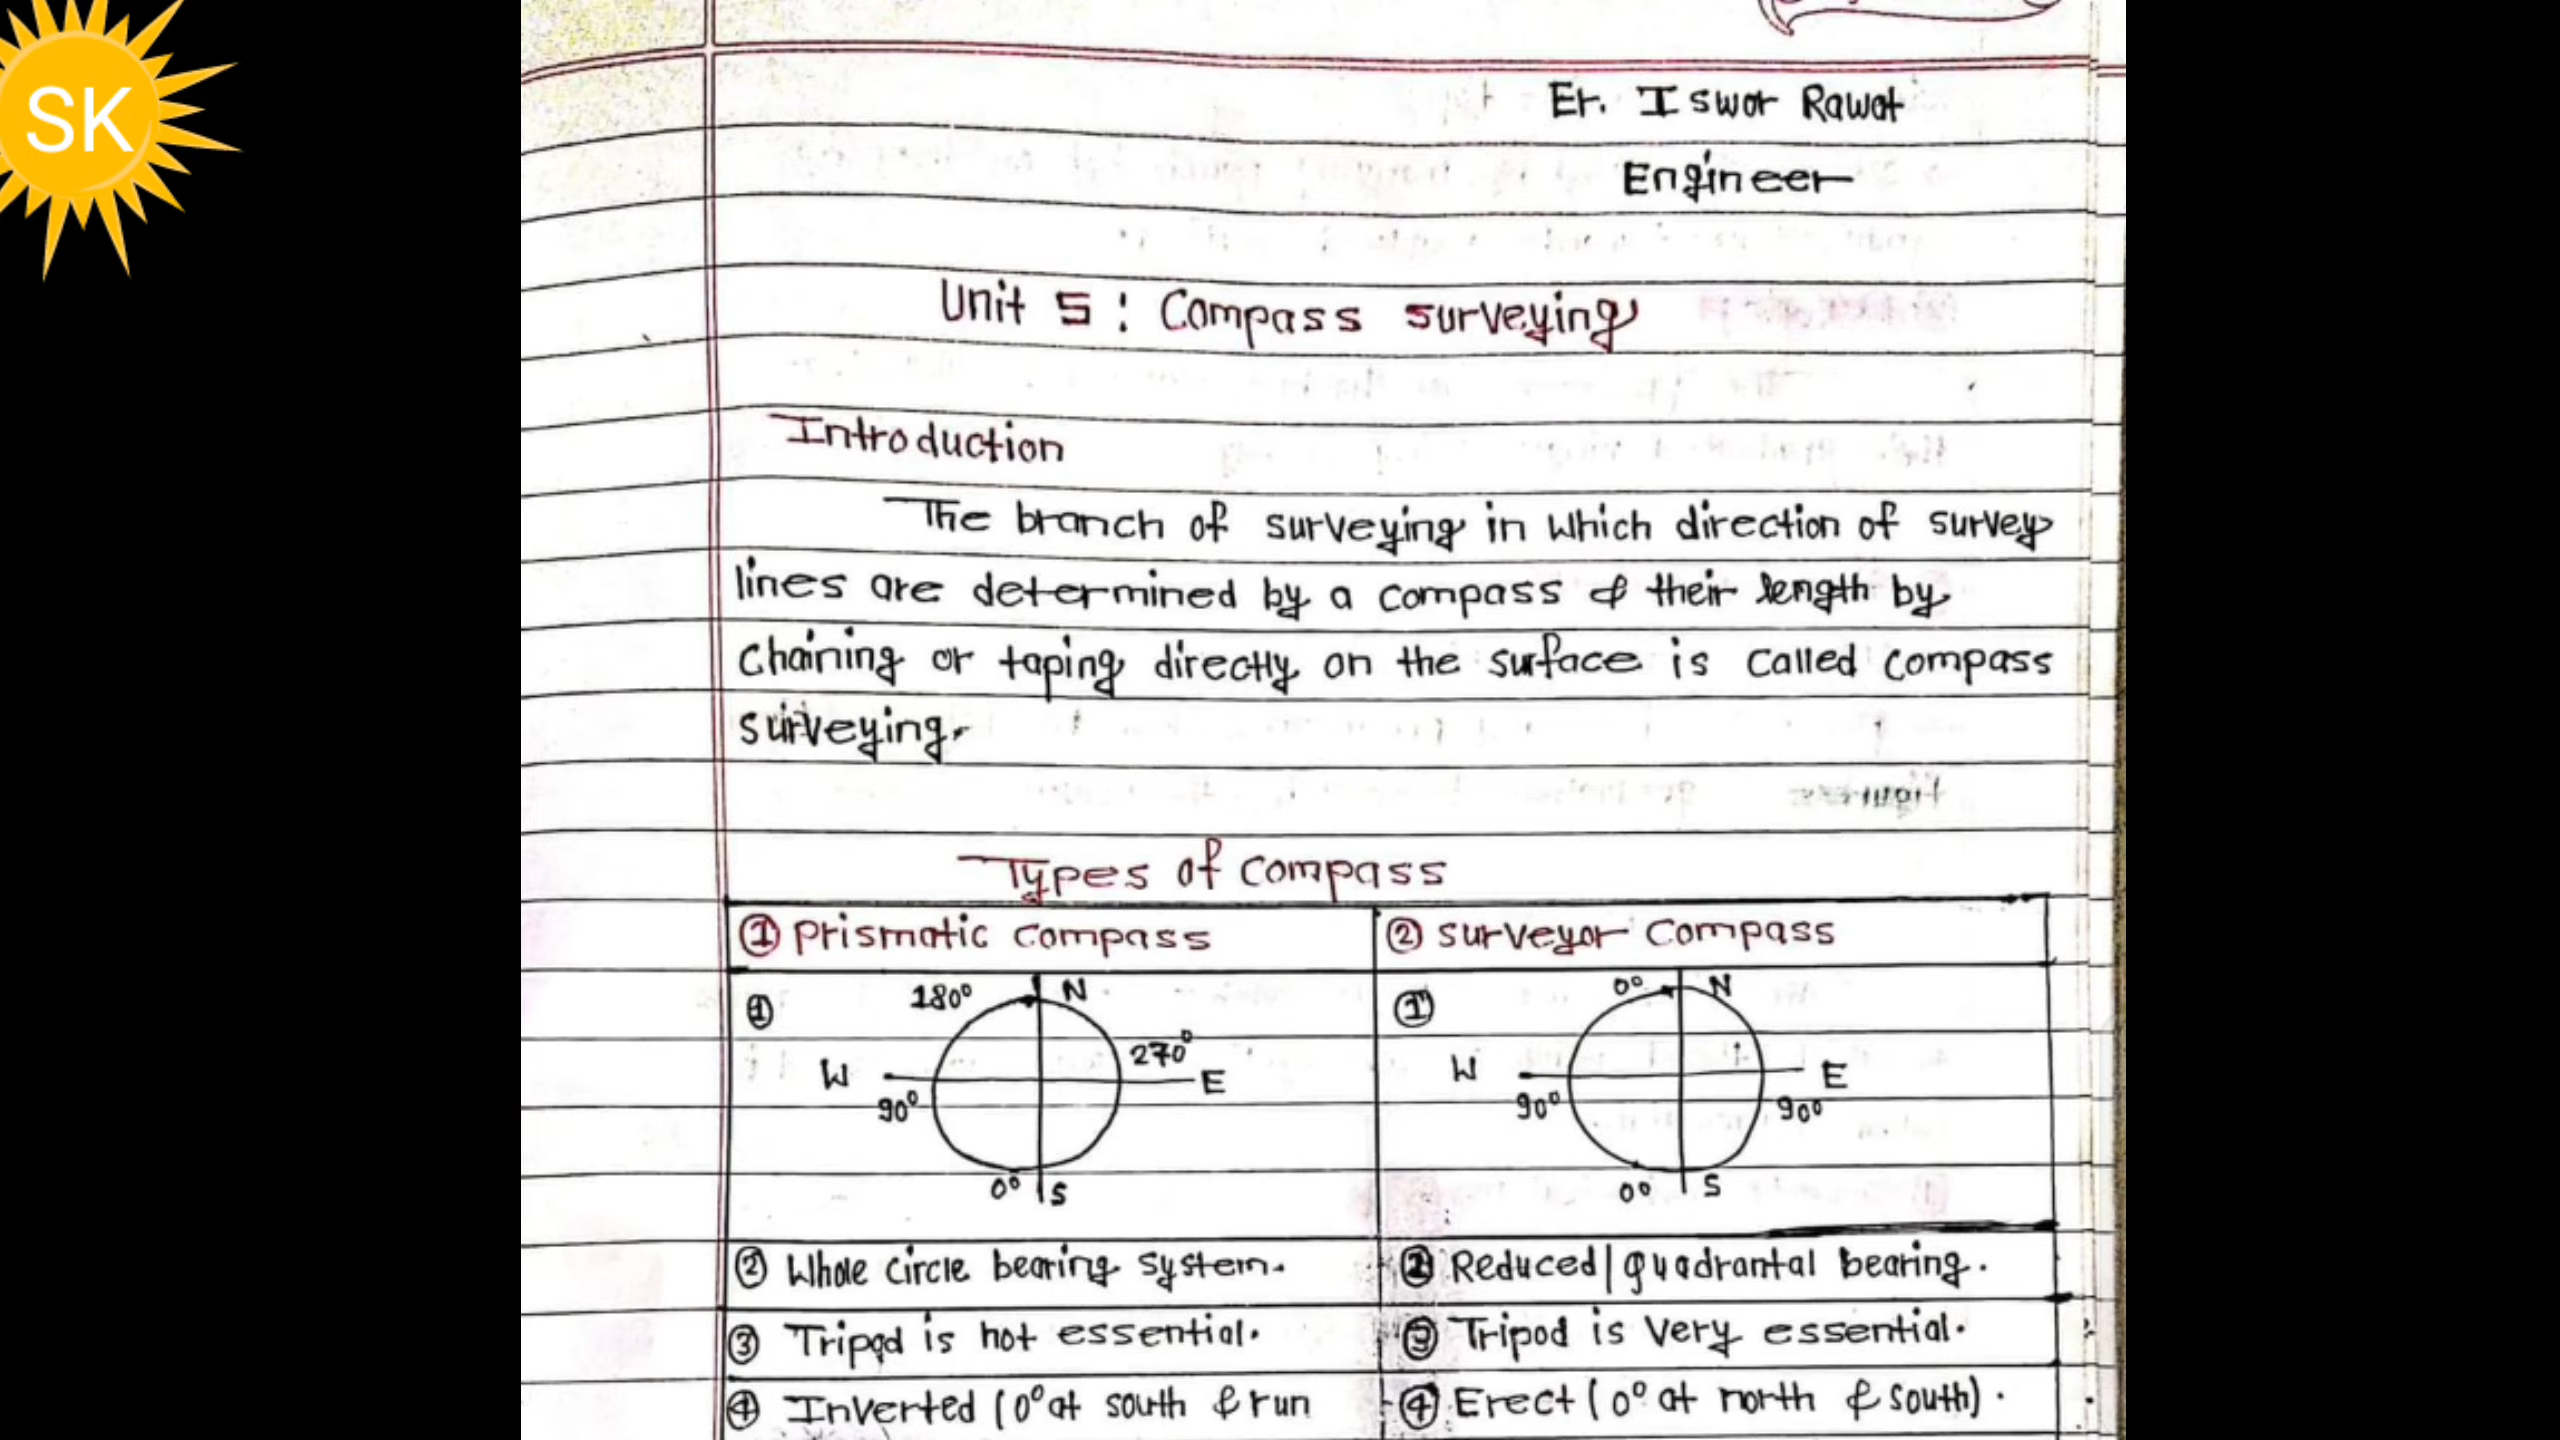 SK
Er. Iswor Rawat
Engineer
Unit 5: Compass surveying
Introduction
The branch of surveying in which direction of survey
lines are determined by a compass & their length by
chaining or taping directly on the surface is called compass
surveying.
Types of compass
① Prismatic compass
② surveyor compass
①
180° N
270°
W E
90°
0° S
①
0° N
W E
90° 90°
0° S
② Whole circle bearing system.
② Reduced/quadrantal bearing.
③ Tripod is not essential.
③ Tripod is very essential.
④ Inverted (0° at south & run
④ Erect (0° at north & south).